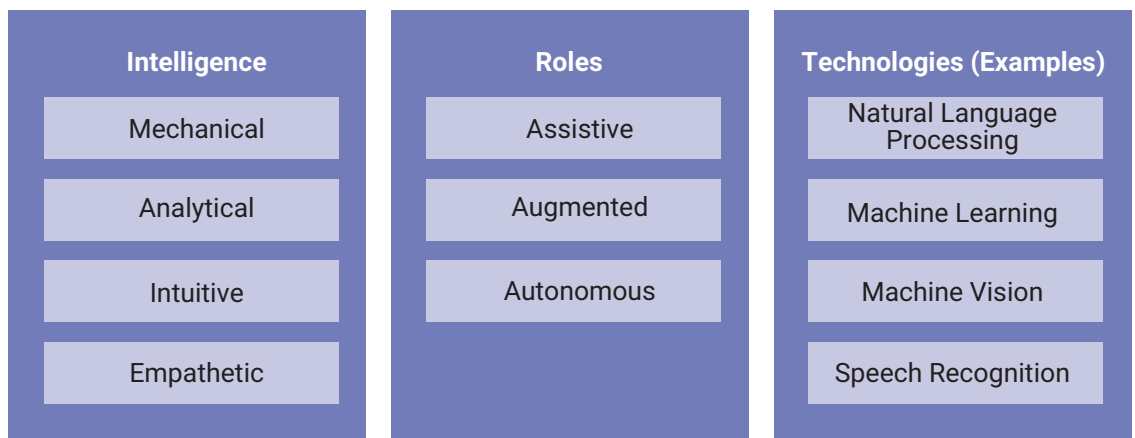 Intelligence
Mechanical
Analytical
Intuitive
Empathetic
Roles
Assistive
Augmented
Autonomous
Technologies (Examples)
Natural Language
Processing
Machine Learning
Machine Vision
Speech Recognition